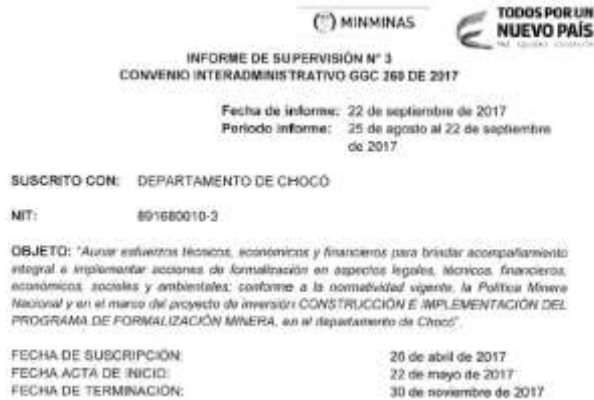 MINMINAS
TODOS POR UN
NUEVO PAÍS
PAZ EQUIDAD EDUCACIÓN
INFORME DE SUPERVISIÓN N° 3
CONVENIO INTERADMINISTRATIVO GGC 260 DE 2017
Fecha de informe: 22 de septiembre de 2017
Periodo informe: 25 de agosto al 22 de septiembre
de 2017
SUSCRITO CON: DEPARTAMENTO DE CHOCÓ
NIT: 891680010-3
OBJETO: "Aunar esfuerzos técnicos, económicos y financieros para brindar acompañamiento
integral e implementar acciones de formalización en aspectos legales, técnicos, financieros,
económicos, sociales y ambientales; conforme a la normatividad vigente, la Política Minera
Nacional y en el marco del proyecto de inversión CONSTRUCCIÓN E IMPLEMENTACIÓN DEL
PROGRAMA DE FORMALIZACIÓN MINERA, en el departamento de Chocó".
FECHA DE SUSCRIPCIÓN: 26 de abril de 2017
FECHA ACTA DE INICIO: 22 de mayo de 2017
FECHA DE TERMINACIÓN: 30 de noviembre de 2017